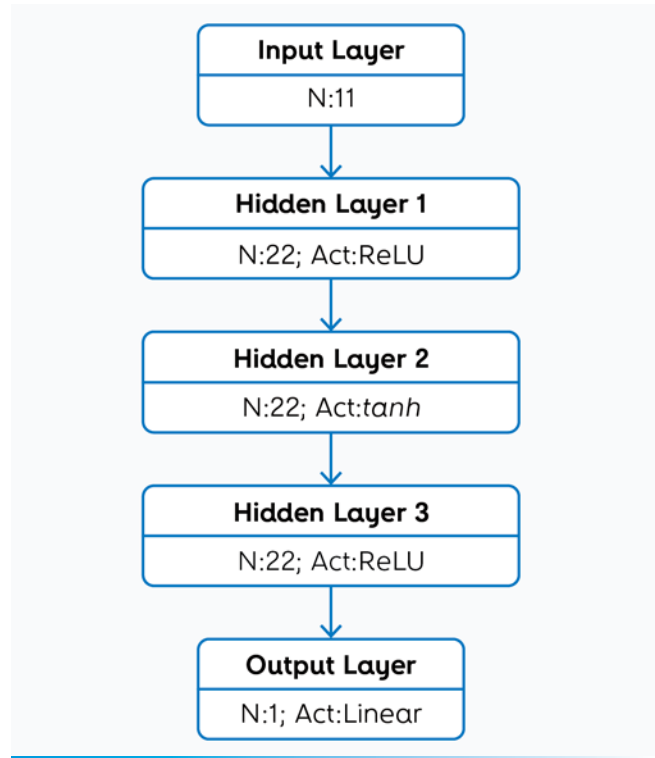 Input Layer
N:11
Hidden Layer 1
N:22; Act:ReLU
Hidden Layer 2
N:22; Act:tanh
Hidden Layer 3
N:22; Act:ReLU
Output Layer
N:1; Act:Linear